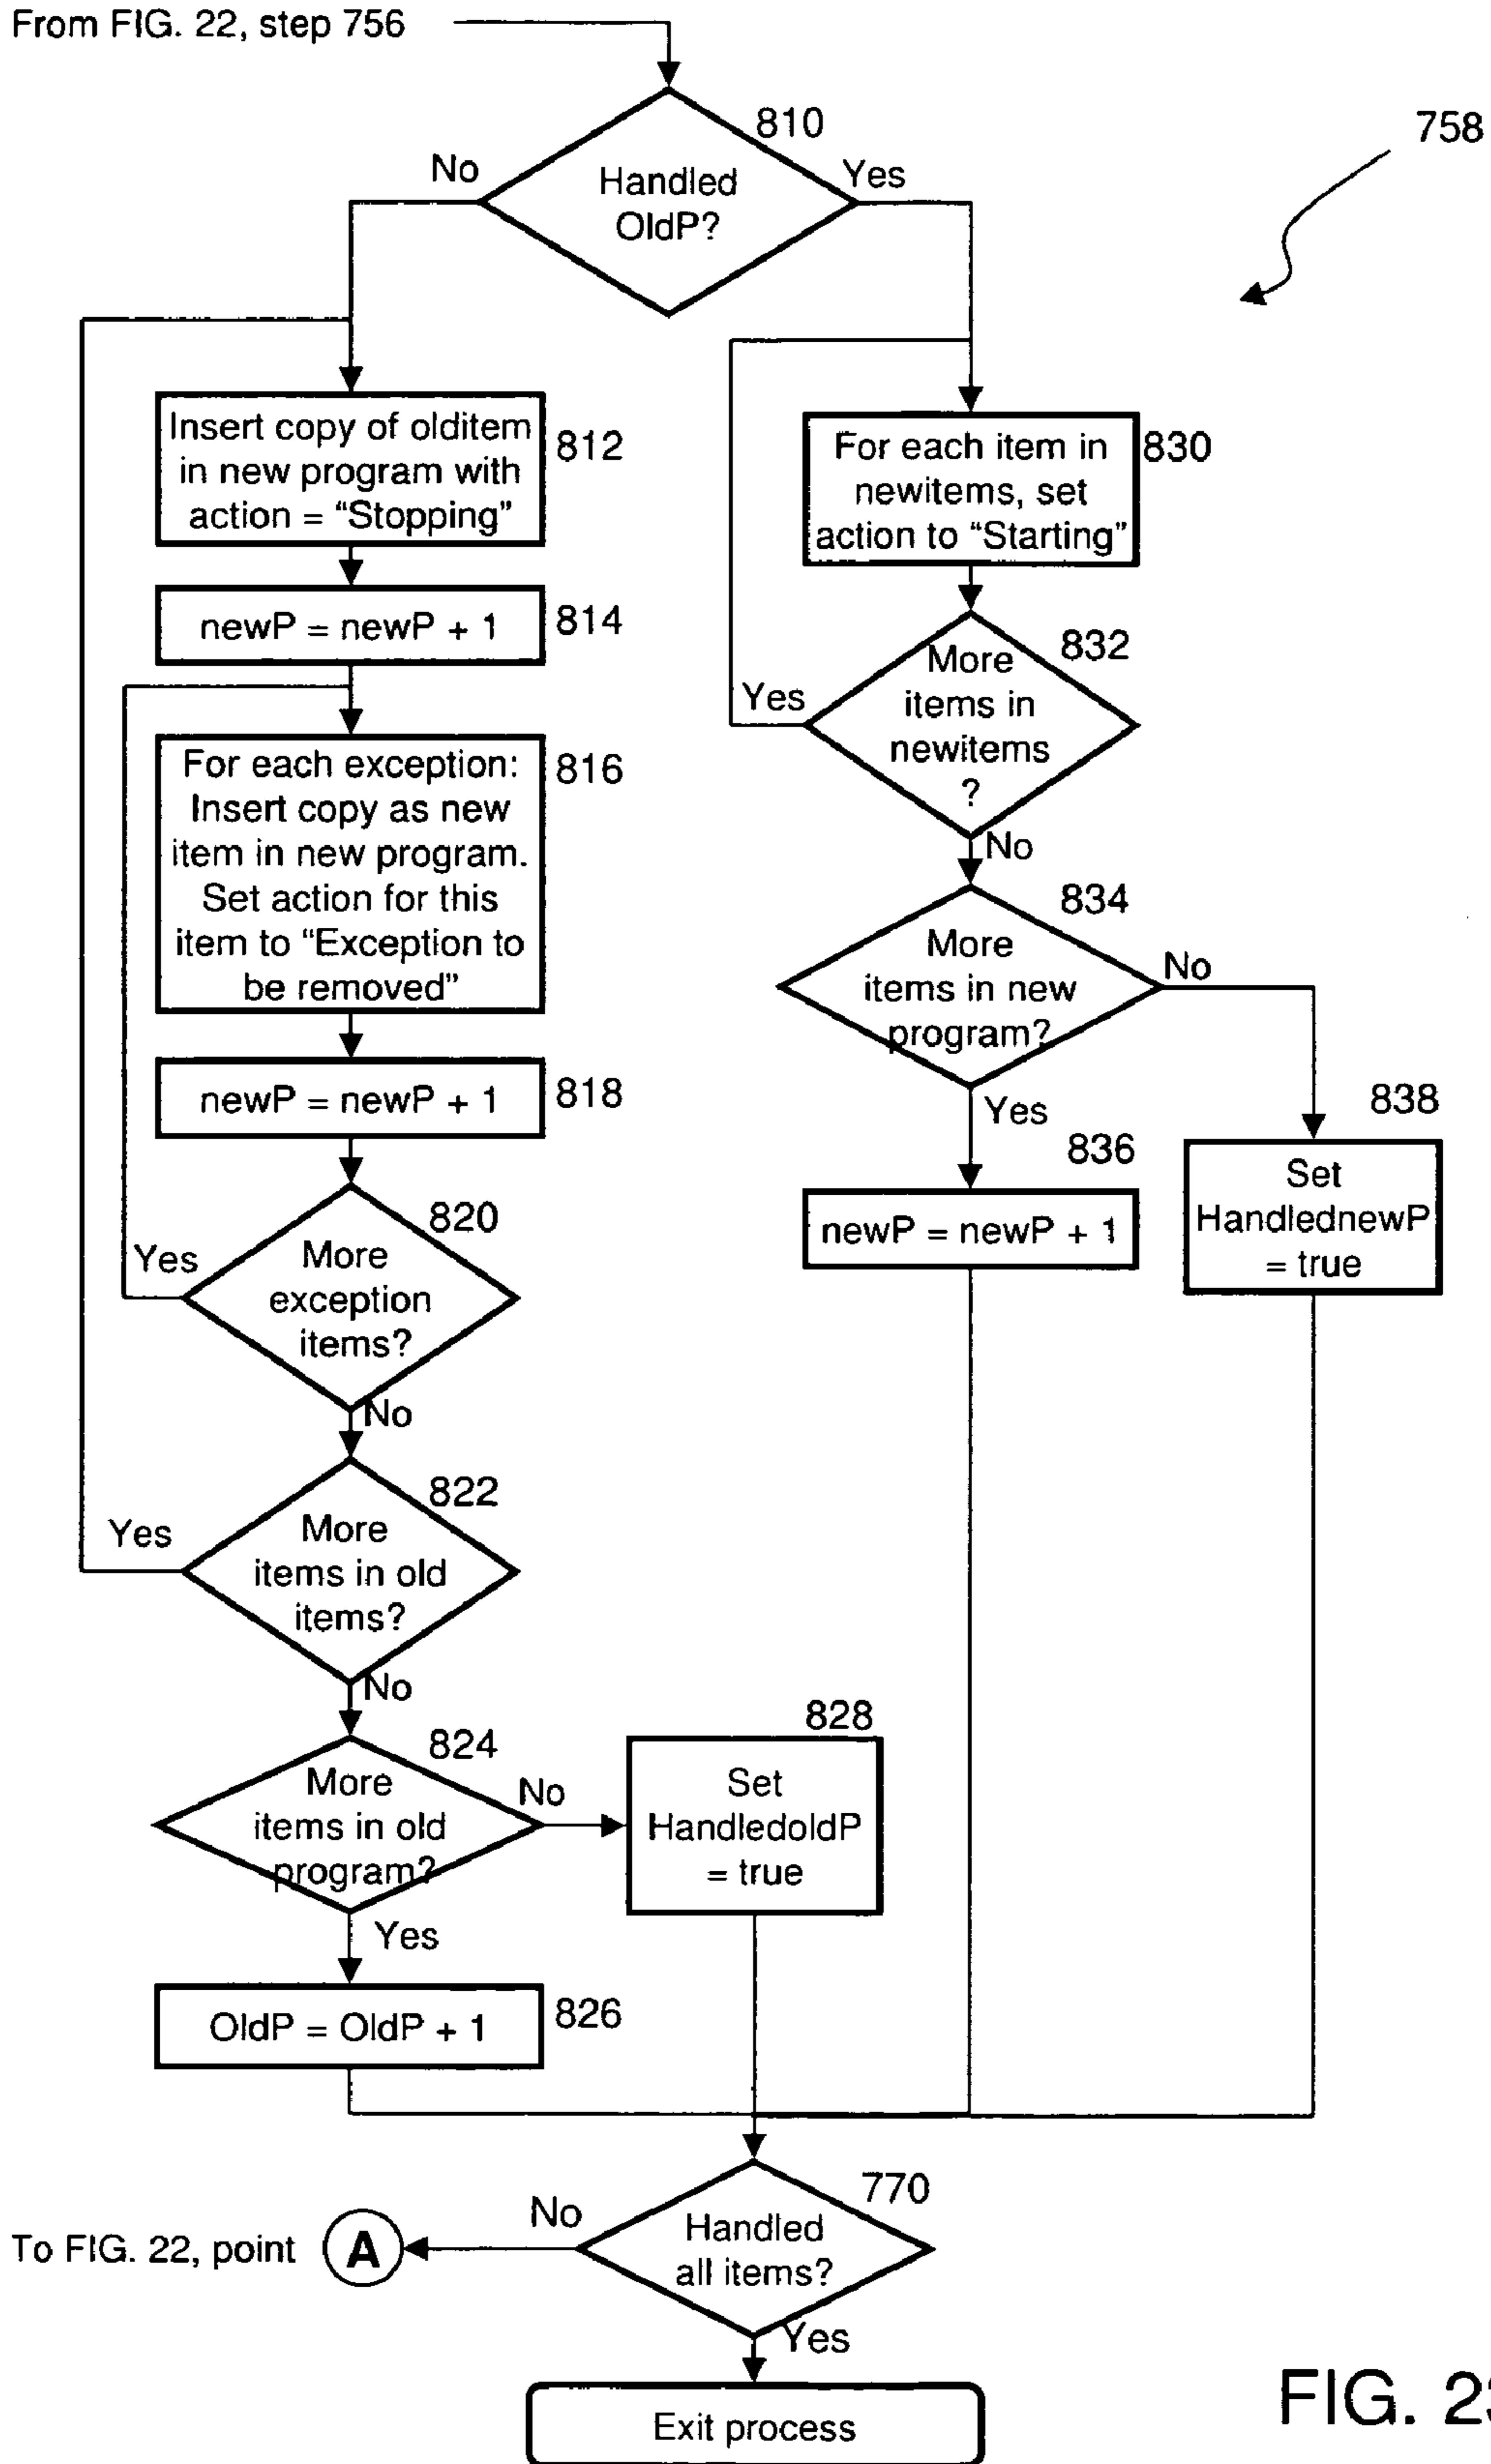 From FIG. 22, step 756
810
758
No
Handled
OldP?
Yes
Insert copy of olditem
in new program with
action = “Stopping”
812
For each item in
newitems, set
action to “Starting”
830
newP = newP + 1
814
More
items in
newitems
?
832
Yes
No
For each exception:
Insert copy as new
item in new program.
Set action for this
item to “Exception to
be removed”
816
834
More
items in new
program?
No
Yes
newP = newP + 1
818
836
newP = newP + 1
838
Set
HandlednewP
= true
820
Yes
More
exception
items?
No
822
Yes
More
items in old
items?
No
824
More
items in old
program?
No
828
Set
HandledoldP
= true
Yes
OldP = OldP + 1
826
770
No
Handled
all items?
To FIG. 22, point
A
Yes
Exit process
FIG. 23